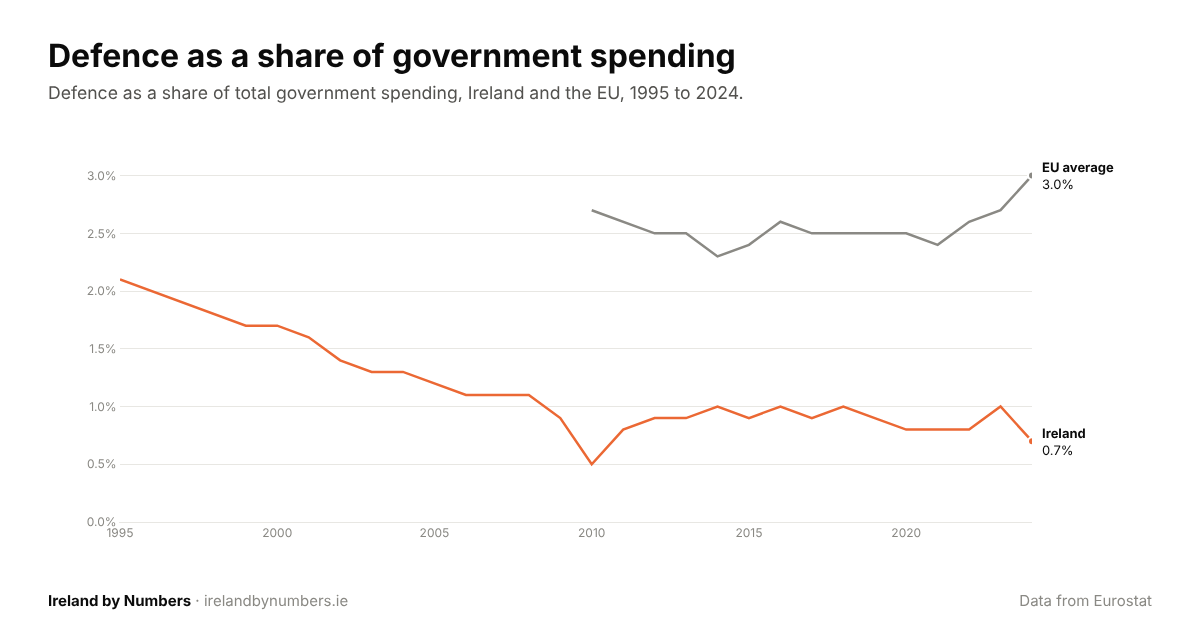 Defence as a share of government spending
Defence as a share of total government spending, Ireland and the EU, 1995 to 2024.
3.0%
2.5%
2.0%
1.5%
1.0%
0.5%
0.0%
EU average
3.0%
Ireland
0.7%
1995 2000 2005 2010 2015 2020
Ireland by Numbers · irelandbynumbers.ie
Data from Eurostat